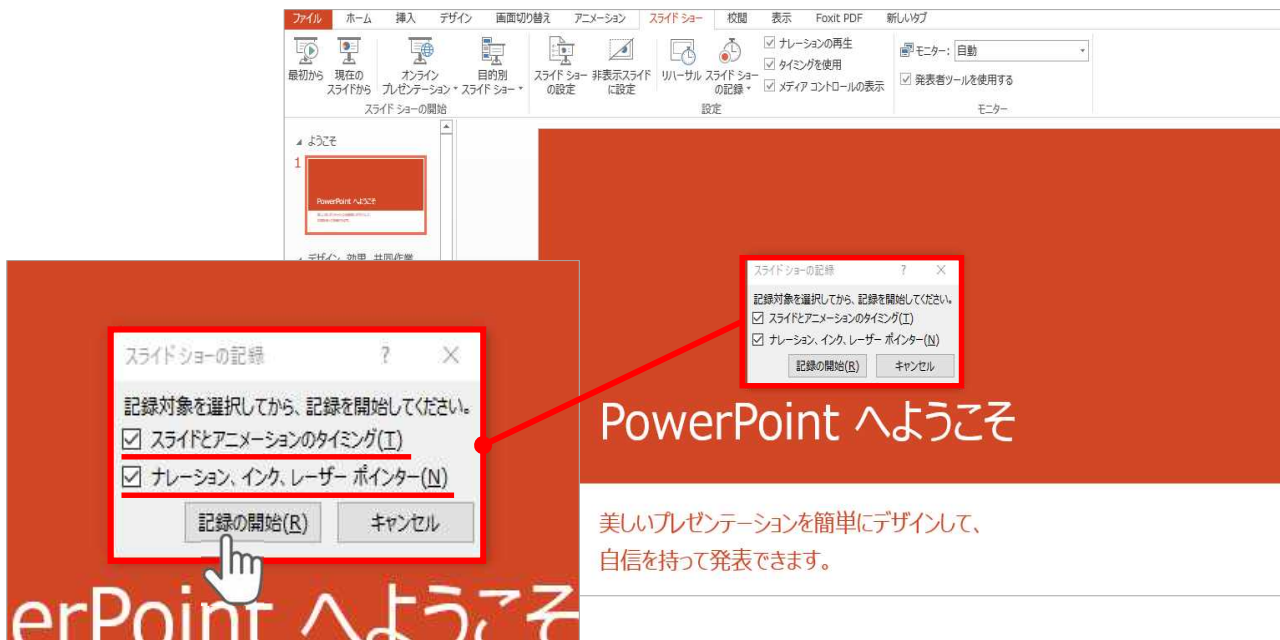 ファイル ホーム 挿入 デザイン 画面切り替え アニメーション スライド ショー 校閲 表示 Foxit PDF 新しいタブ
最初から
現在の
スライドから
オンライン
プレゼンテーション
目的別
スライド ショー
スライド ショー
の設定
非表示スライド
に設定
リハーサル
スライド ショー
の記録
ナレーションの再生
タイミングを使用
メディア コントロールの表示
モニター: 自動
発表者ツールを使用する
スライド ショーの開始
設定
モニター
ようこそ
1
PowerPoint へようこそ
スライド ショーの記録 ? ×
記録対象を選択してから、記録を開始してください。
スライドとアニメーションのタイミング(T)
ナレーション、インク、レーザー ポインター(N)
記録の開始(R) キャンセル
PowerPoint へようこそ
美しいプレゼンテーションを簡単にデザインして、
自信を持って発表できます。
スライド ショーの記録 ? ×
記録対象を選択してから、記録を開始してください。
スライドとアニメーションのタイミング(T)
ナレーション、インク、レーザー ポインター(N)
記録の開始(R) キャンセル
erPoint へようこそ